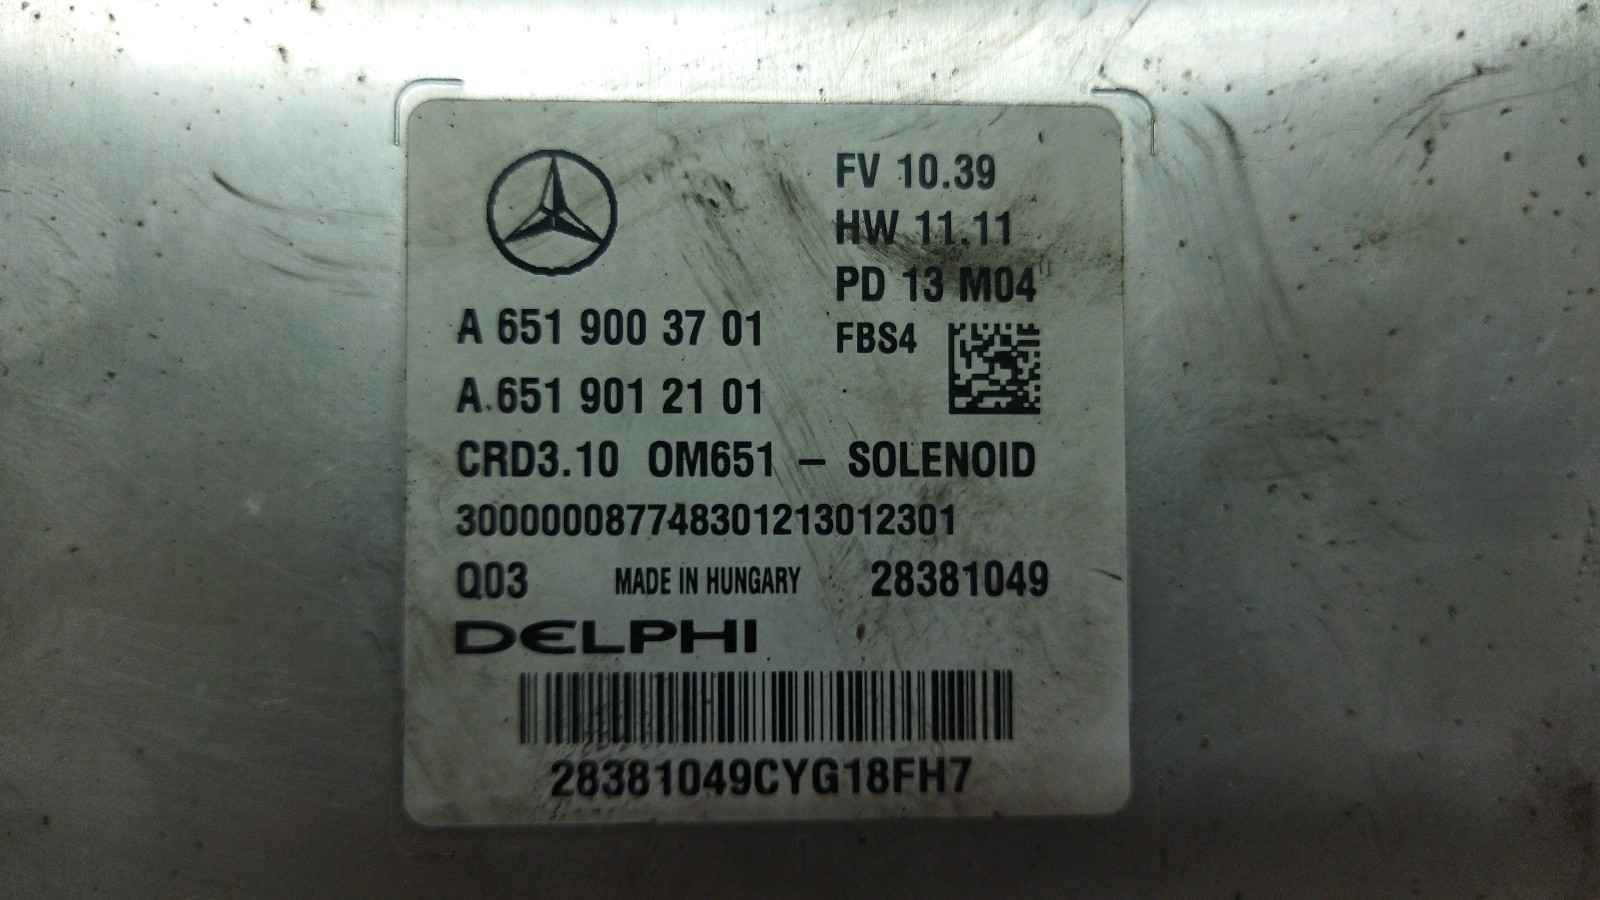 FV 10.39
HW 11.11
PD 13 M04
A 651 900 37 01
FBS4
A 651 901 21 01
CRD3.10 OM651 – SOLENOID
300000087748301213012301
Q03 MADE IN HUNGARY 28381049
DELPHI
28381049CYG18FH7